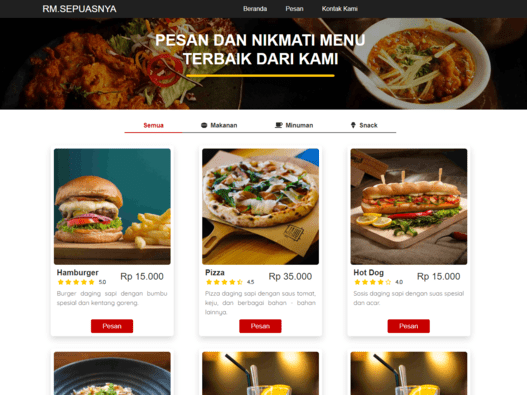 RM.SEPUASNYA
Beranda Pesan Kontak Kami
PESAN DAN NIKMATI MENU
TERBAIK DARI KAMI
Semua Makanan Minuman Snack
Hamburger
Rp 15.000
5.0
Burger daging sapi dengan bumbu
spesial dan kentang goreng.
Pesan
Pizza
Rp 35.000
4.5
Pizza daging sapi dengan saus tomat,
keju, dan berbagai bahan - bahan
lainnya.
Pesan
Hot Dog
Rp 15.000
4.0
Sosis daging sapi dengan suas spesial
dan acar.
Pesan